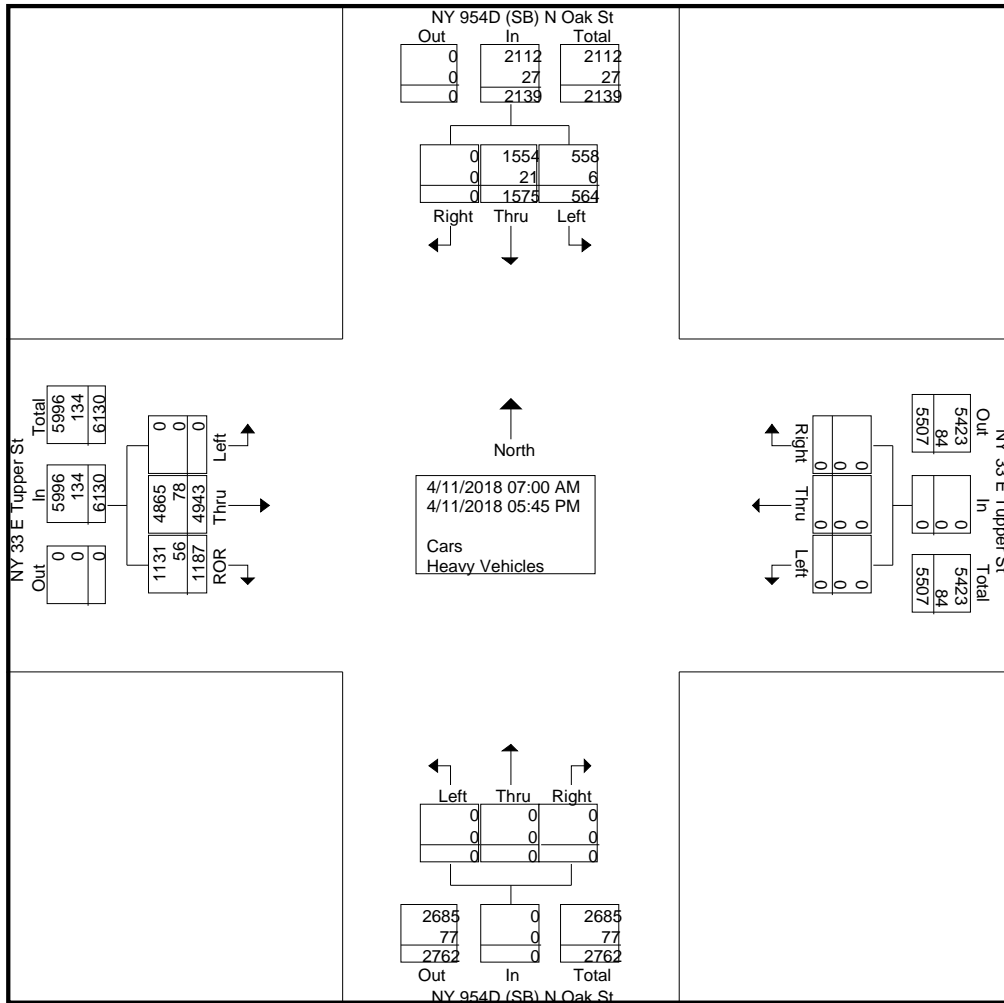 NY 954D (SB) N Oak St
Out In Total
0 2112 2112
0 27 27
0 2139 2139
0 1554 558
0 21 6
0 1575 564
Right Thru Left
NY 33 E Tupper St
Total
5996
134
6130
In
5996
134
6130
Out
0
0
0
Left
0
0
0
Thru
4865
78
4943
ROR
1131
56
1187
North
4/11/2018 07:00 AM
4/11/2018 05:45 PM
Cars
Heavy Vehicles
Right
0
0
0
Thru
0
0
0
Left
0
0
0
NY 33 E Tupper St
Out
5423
84
5507
In
0
0
0
Total
5423
84
5507
Left Thru Right
0 0 0
0 0 0
0 0 0
2685 0 2685
77 0 77
2762 0 2762
Out In Total
NY 954D (SB) N Oak St